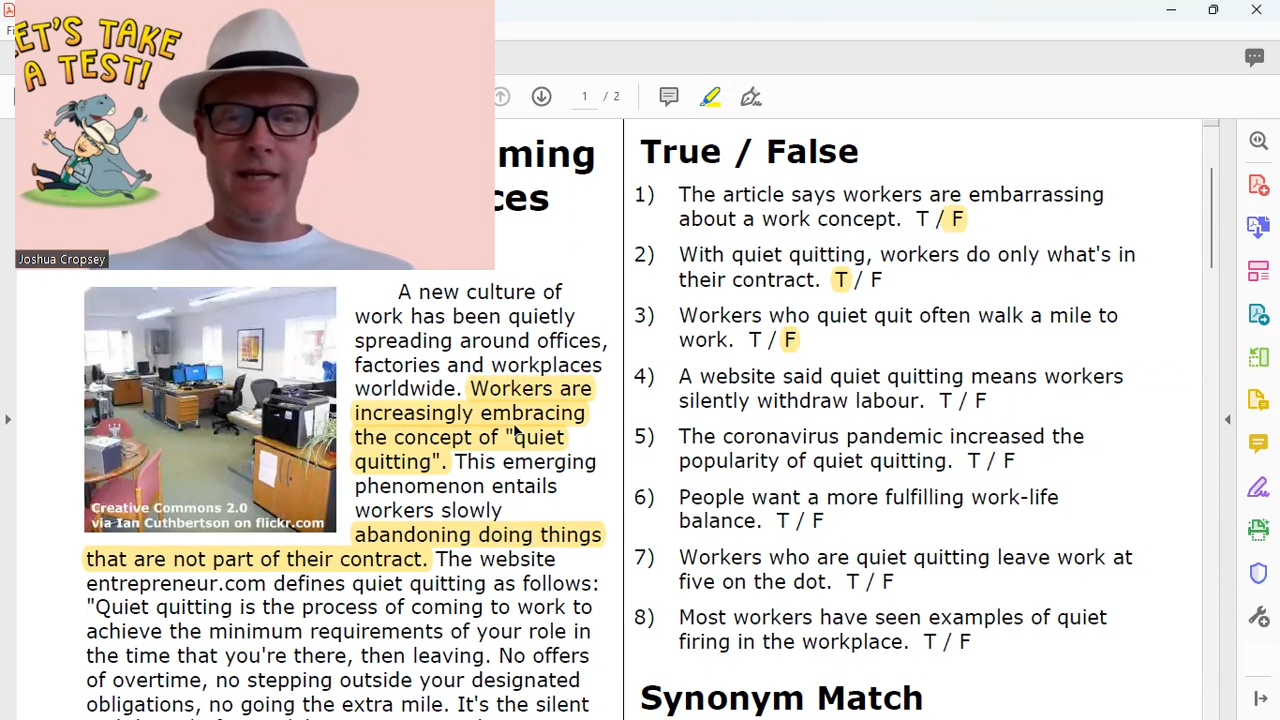 LET'S TAKE
A TEST!
Joshua Cropsey
1 / 2
ming
ces
Creative Commons 2.0
via Ian Cuthbertson on flickr.com
A new culture of
work has been quietly
spreading around offices,
factories and workplaces
worldwide. Workers are
increasingly embracing
the concept of "quiet
quitting". This emerging
phenomenon entails
workers slowly
abandoning doing things
that are not part of their contract. The website
entrepreneur.com defines quiet quitting as follows:
"Quiet quitting is the process of coming to work to
achieve the minimum requirements of your role in
the time that you're there, then leaving. No offers
of overtime, no stepping outside your designated
obligations, no going the extra mile. It's the silent
True / False
1) The article says workers are embarrassing
about a work concept. T / F
2) With quiet quitting, workers do only what's in
their contract. T / F
3) Workers who quiet quit often walk a mile to
work. T / F
4) A website said quiet quitting means workers
silently withdraw labour. T / F
5) The coronavirus pandemic increased the
popularity of quiet quitting. T / F
6) People want a more fulfilling work-life
balance. T / F
7) Workers who are quiet quitting leave work at
five on the dot. T / F
8) Most workers have seen examples of quiet
firing in the workplace. T / F
Synonym Match